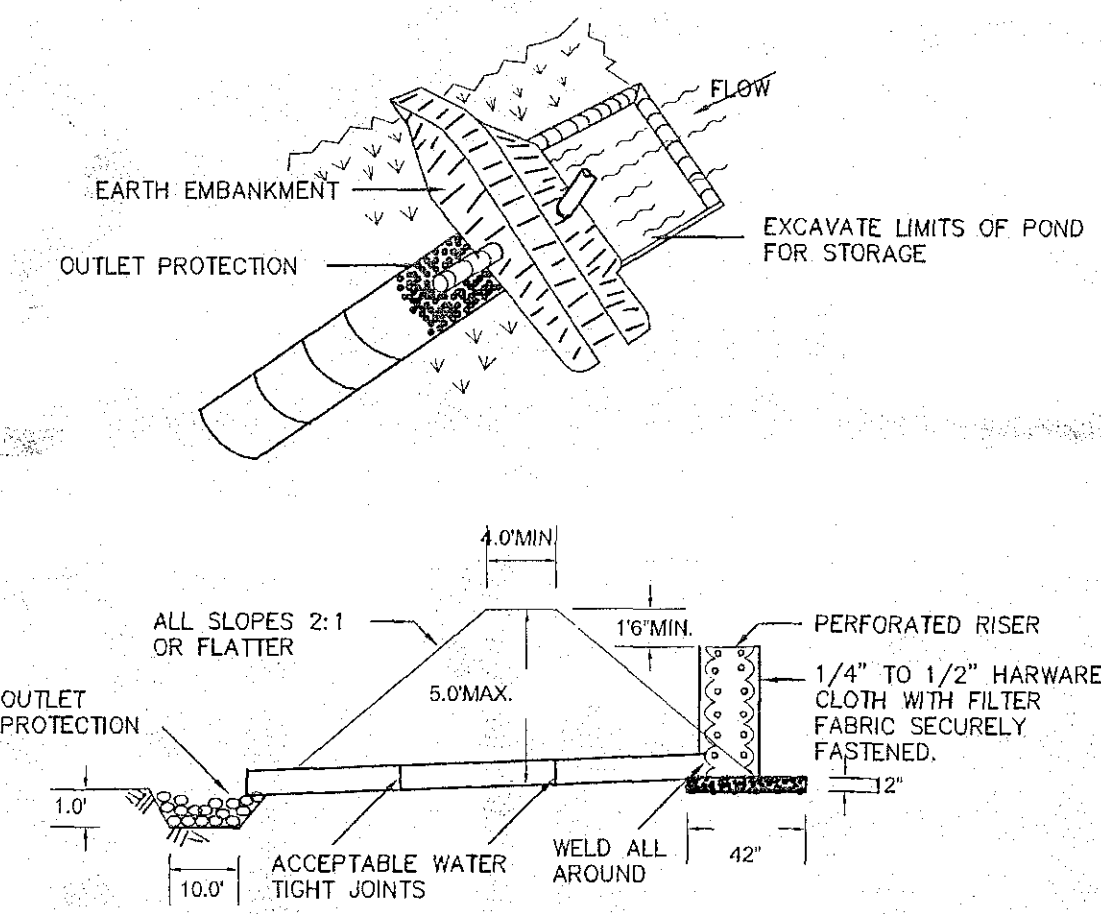 FLOW
EARTH EMBANKMENT
EXCAVATE LIMITS OF POND
FOR STORAGE
OUTLET PROTECTION
4.0'MIN
ALL SLOPES 2:1
OR FLATTER
1'6"MIN.
PERFORATED RISER
1/4" TO 1/2" HARWARE
CLOTH WITH FILTER
FABRIC SECURELY
FASTENED.
5.0'MAX.
OUTLET
PROTECTION
1.0'
12"
10.0'
ACCEPTABLE WATER
TIGHT JOINTS
WELD ALL
AROUND
42"